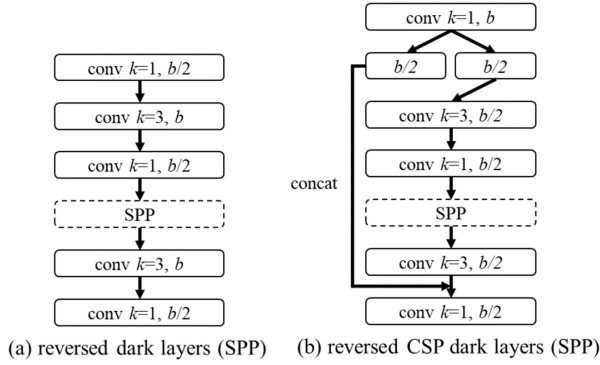 conv k=1, b/2
conv k=3, b
conv k=1, b/2
SPP
conv k=3, b
conv k=1, b/2
(a) reversed dark layers (SPP)
conv k=1, b
b/2 b/2
conv k=3, b/2
conv k=1, b/2
concat
SPP
conv k=3, b/2
conv k=1, b/2
(b) reversed CSP dark layers (SPP)